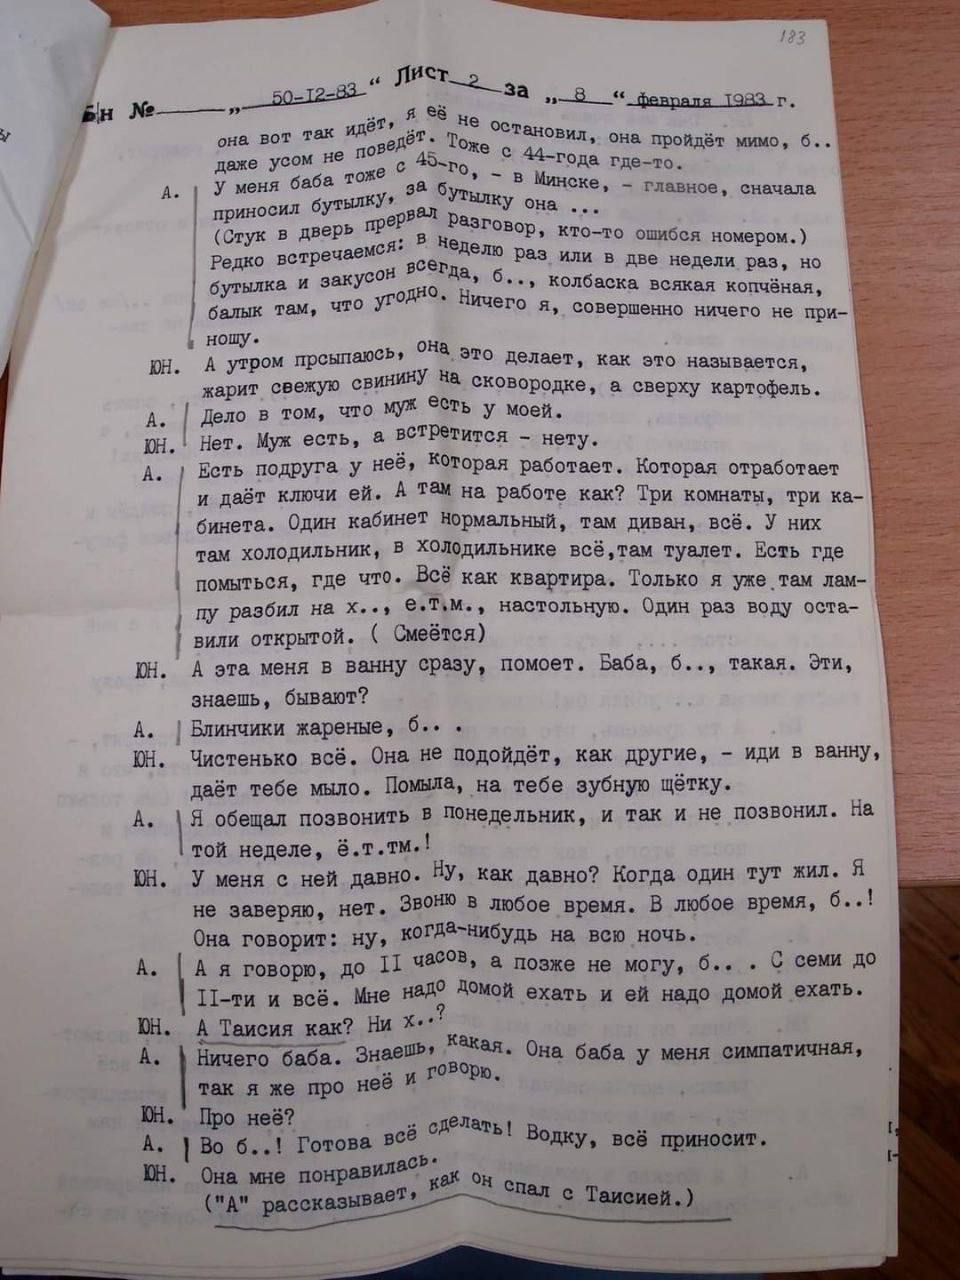 183
Б/н № „ 50-I2-83 “ Лист 2 за „ 8 “ февраля 1983 г.
она вот так идёт, я её не остановил, она пройдёт мимо, б..
даже усом не поведёт. Тоже с 44-года где-то.
А. У меня баба тоже с 45-го, - в Минске, - главное, сначала
приносил бутылку, за бутылку она ...
(Стук в дверь прервал разговор, кто-то ошибся номером.)
Редко встречаемся: в неделю раз или в две недели раз, но
бутылка и закусон всегда, б.., колбаска всякая копчёная,
балык там, что угодно. Ничего я, совершенно ничего не при-
ношу.
ЮН. А утром прсыпаюсь, она это делает, как это называется,
жарит свежую свинину на сковородке, а сверху картофель.
А. Дело в том, что муж есть у моей.
ЮН. Нет. Муж есть, а встретится - нету.
А. Есть подруга у неё, которая работает. Которая отработает
и даёт ключи ей. А там на работе как? Три комнаты, три ка-
бинета. Один кабинет нормальный, там диван, всё. У них
там холодильник, в холодильнике всё,там туалет. Есть где
помыться, где что. Всё как квартира. Только я уже там лам-
пу разбил на х.., е.т.м., настольную. Один раз воду оста-
вили открытой. ( Смеётся)
ЮН. А эта меня в ванну сразу, помоет. Баба, б.., такая. Эти,
знаешь, бывают?
А. Блинчики жареные, б.. .
ЮН. Чистенько всё. Она не подойдёт, как другие, - иди в ванну,
даёт тебе мыло. Помыла, на тебе зубную щётку.
А. Я обещал позвонить в понедельник, и так и не позвонил. На
той неделе, ё.т.тм.!
ЮН. У меня с ней давно. Ну, как давно? Когда один тут жил. Я
не заверяю, нет. Звоню в любое время. В любое время, б..!
Она говорит: ну, когда-нибудь на всю ночь.
А. А я говорю, до II часов, а позже не могу, б.. . С семи до
II-ти и всё. Мне надо домой ехать и ей надо домой ехать.
ЮН. А Таисия как? Ни х..?
А. Ничего баба. Знаешь, какая. Она баба у меня симпатичная,
так я же про неё и говорю.
ЮН. Про неё?
А. Во б..! Готова всё сделать! Водку, всё приносит.
ЮН. Она мне понравилась.
("А" рассказывает, как он спал с Таисией.)